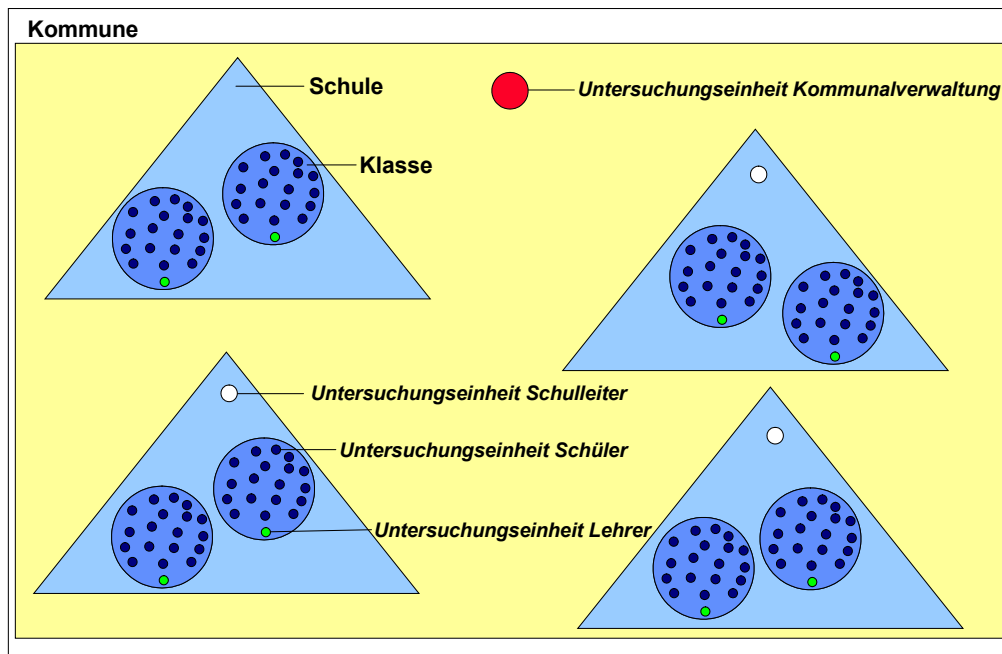 Kommune
Schule
Untersuchungseinheit Kommunalverwaltung
Klasse
Untersuchungseinheit Schulleiter
Untersuchungseinheit Schüler
Untersuchungseinheit Lehrer